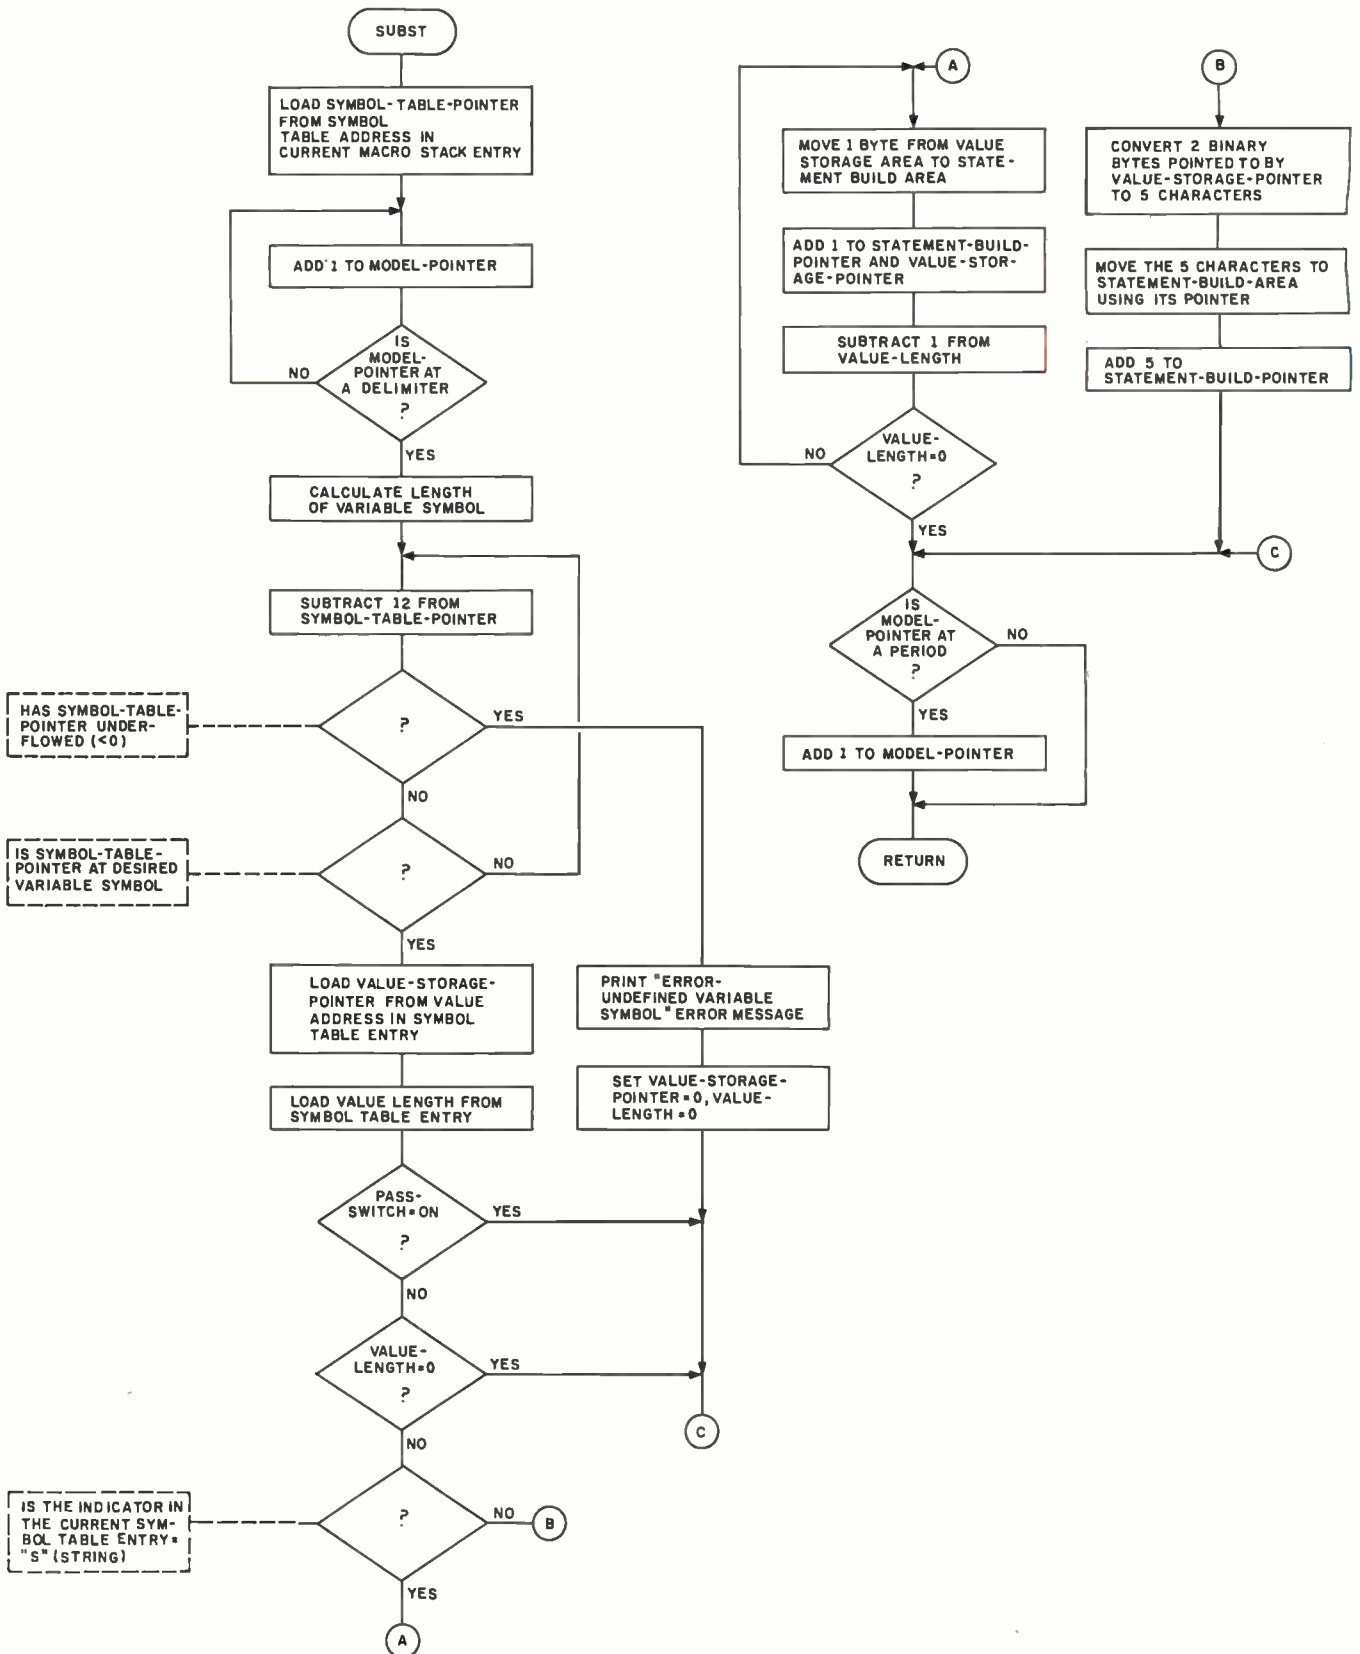 SUBST
LOAD SYMBOL-TABLE-POINTER
FROM SYMBOL
TABLE ADDRESS IN
CURRENT MACRO STACK ENTRY
ADD 1 TO MODEL-POINTER
IS
MODEL-
POINTER AT
A DELIMITER
?
NO
YES
CALCULATE LENGTH
OF VARIABLE SYMBOL
SUBTRACT 12 FROM
SYMBOL-TABLE-POINTER
HAS SYMBOL-TABLE-
POINTER UNDER-
FLOWED (<0)
?
YES
NO
IS SYMBOL-TABLE-
POINTER AT DESIRED
VARIABLE SYMBOL
?
NO
YES
LOAD VALUE-STORAGE-
POINTER FROM VALUE
ADDRESS IN SYMBOL
TABLE ENTRY
LOAD VALUE LENGTH FROM
SYMBOL TABLE ENTRY
PRINT "ERROR-
UNDEFINED VARIABLE
SYMBOL" ERROR MESSAGE
SET VALUE-STORAGE-
POINTER=0, VALUE-
LENGTH=0
PASS-
SWITCH=ON
?
YES
NO
VALUE-
LENGTH=0
?
YES
NO
C
IS THE INDICATOR IN
THE CURRENT SYM-
BOL TABLE ENTRY=
"S" (STRING)
?
NO
B
YES
A
A
MOVE 1 BYTE FROM VALUE
STORAGE AREA TO STATE-
MENT BUILD AREA
ADD 1 TO STATEMENT-BUILD-
POINTER AND VALUE-STOR-
AGE-POINTER
SUBTRACT 1 FROM
VALUE-LENGTH
VALUE-
LENGTH=0
?
NO
YES
B
CONVERT 2 BINARY
BYTES POINTED TO BY
VALUE-STORAGE-POINTER
TO 5 CHARACTERS
MOVE THE 5 CHARACTERS TO
STATEMENT-BUILD-AREA
USING ITS POINTER
ADD 5 TO
STATEMENT-BUILD-POINTER
C
IS
MODEL-
POINTER AT
A PERIOD
?
NO
YES
ADD 1 TO MODEL-POINTER
RETURN